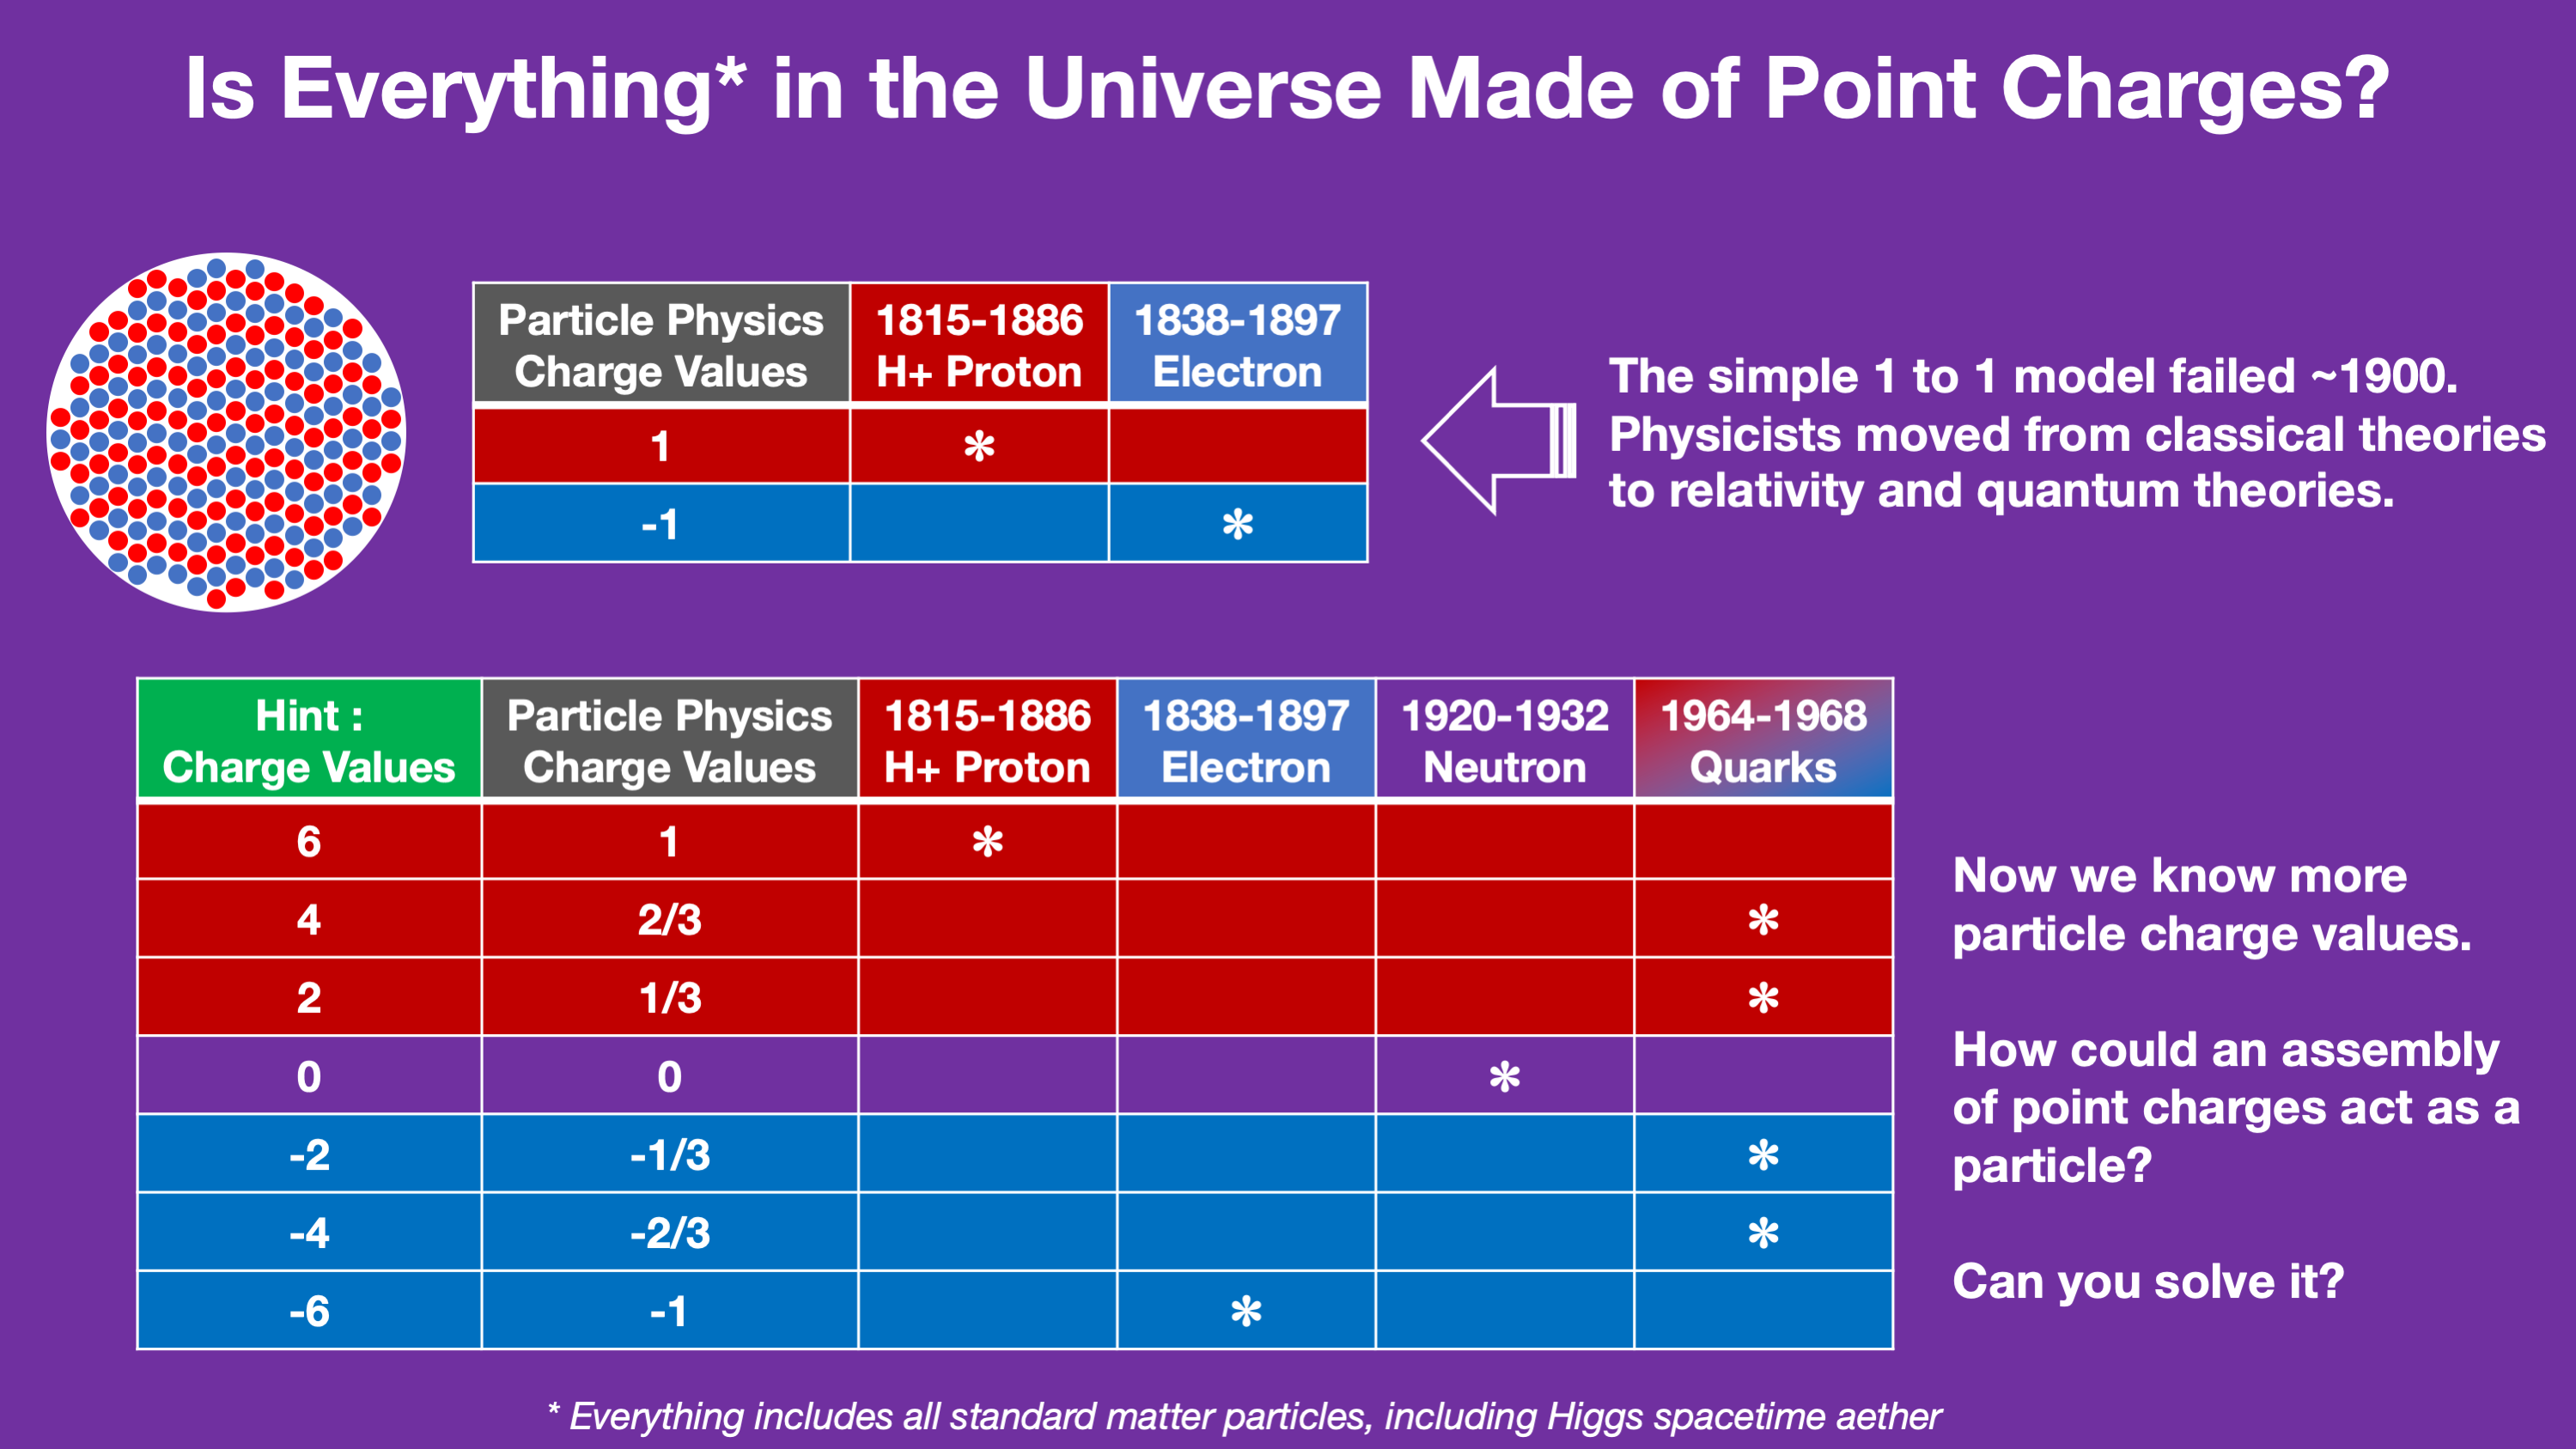 Is Everything* in the Universe Made of Point Charges?
Particle Physics
Charge Values
1815-1886
H+ Proton
1838-1897
Electron
1 *
-1 *
The simple 1 to 1 model failed ~1900.
Physicists moved from classical theories
to relativity and quantum theories.
Hint :
Charge Values
Particle Physics
Charge Values
1815-1886
H+ Proton
1838-1897
Electron
1920-1932
Neutron
1964-1968
Quarks
6 1 *
4 2/3 *
2 1/3 *
0 0 *
-2 -1/3 *
-4 -2/3 *
-6 -1 *
Now we know more
particle charge values.
How could an assembly
of point charges act as a
particle?
Can you solve it?
* Everything includes all standard matter particles, including Higgs spacetime aether